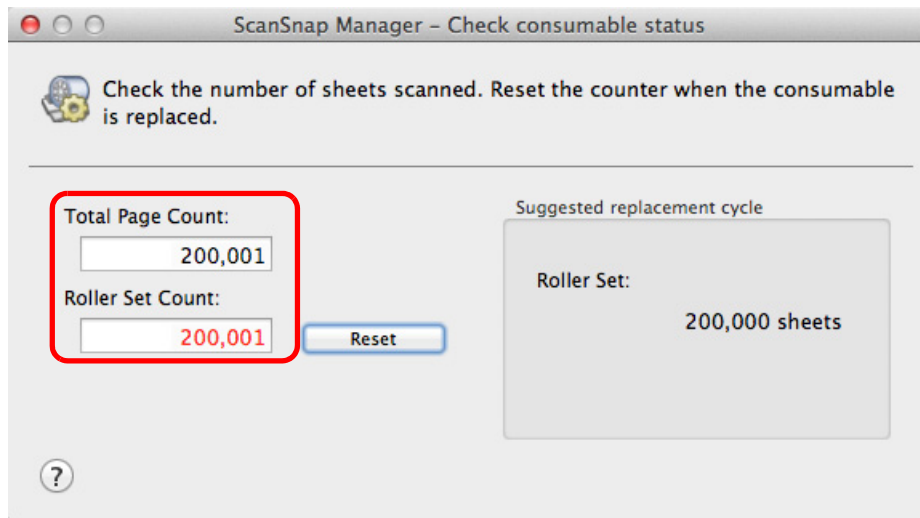 ScanSnap Manager – Check consumable status
Check the number of sheets scanned. Reset the counter when the consumable
is replaced.
Total Page Count:
200,001
Roller Set Count:
200,001
Reset
Suggested replacement cycle
Roller Set:
200,000 sheets
?